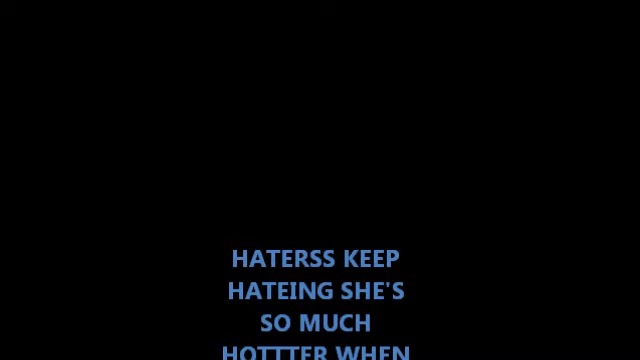 HATERSS KEEP
HATEING SHE'S
SO MUCH
HOTTTER WHEN